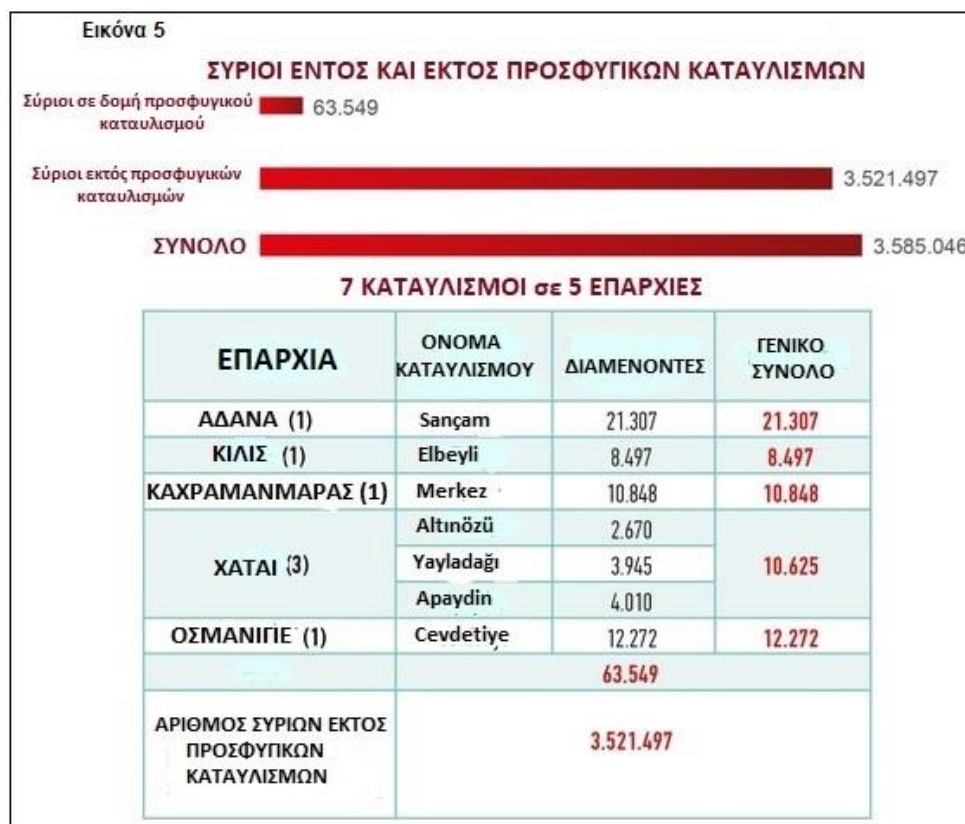 Εικόνα 5
ΣΥΡΙΟΙ ΕΝΤΟΣ ΚΑΙ ΕΚΤΟΣ ΠΡΟΣΦΥΓΙΚΩΝ ΚΑΤΑΥΛΙΣΜΩΝ
Σύριοι σε δομή προσφυγικού
καταυλισμού
63.549
Σύριοι εκτός προσφυγικών
καταυλισμών
3.521.497
ΣΥΝΟΛΟ
3.585.046
7 ΚΑΤΑΥΛΙΣΜΟΙ σε 5 ΕΠΑΡΧΙΕΣ
ΕΠΑΡΧΙΑ
ΟΝΟΜΑ
ΚΑΤΑΥΛΙΣΜΟΥ
ΔΙΑΜΕΝΟΝΤΕΣ
ΓΕΝΙΚΟ
ΣΥΝΟΛΟ
ΑΔΑΝΑ (1) Sançam 21.307 21.307
ΚΙΛΙΣ (1) Elbeyli 8.497 8.497
ΚΑΧΡΑΜΑΝΜΑΡΑΣ (1) Merkez 10.848 10.848
ΧΑΤΑΙ (3)
Altınözü 2.670
Yayladağı 3.945
Apaydin 4.010
10.625
ΟΣΜΑΝΙΓΙΕ (1) Cevdetiye 12.272 12.272
63.549
ΑΡΙΘΜΟΣ ΣΥΡΙΩΝ ΕΚΤΟΣ
ΠΡΟΣΦΥΓΙΚΩΝ
ΚΑΤΑΥΛΙΣΜΩΝ
3.521.497